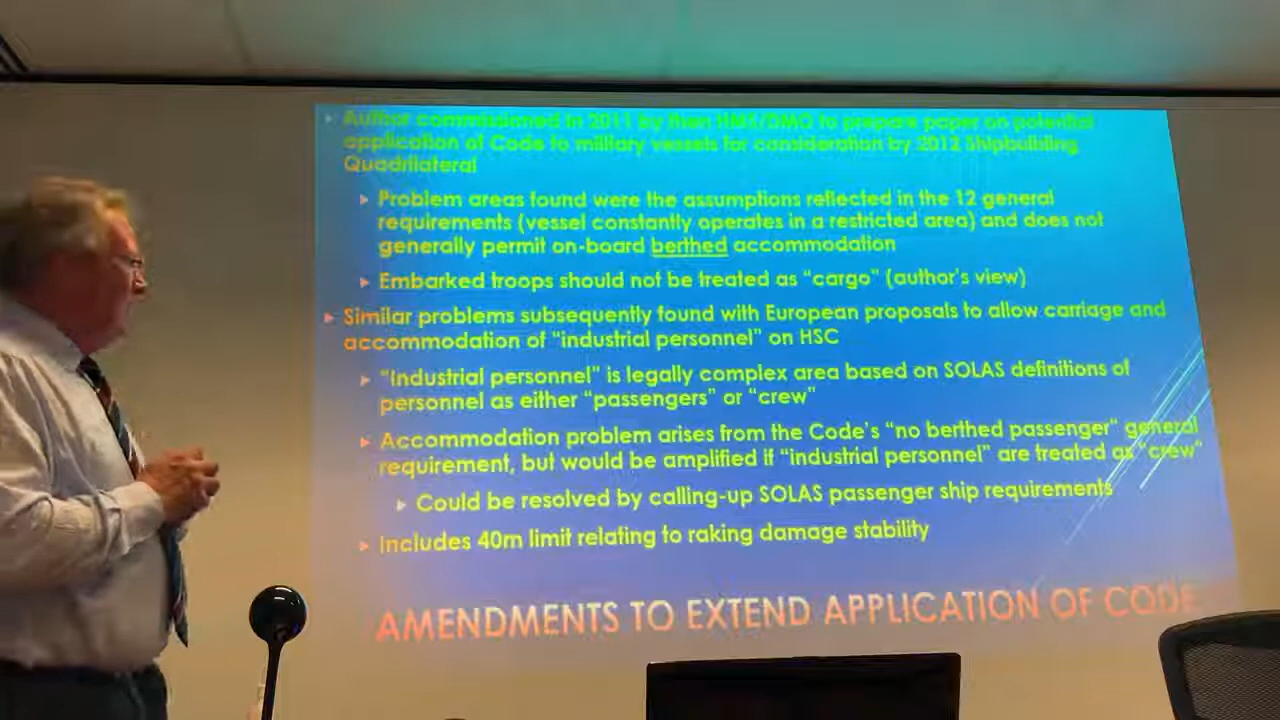 Author commissioned in 2011 by then HMS/DMO to prepare paper on potential
application of Code to military vessels for consideration by 2012 Shipbuilding
Quadrilateral
Problem areas found were the assumptions reflected in the 12 general
requirements (vessel constantly operates in a restricted area) and does not
generally permit on-board berthed accommodation
Embarked troops should not be treated as "cargo" (author's view)
Similar problems subsequently found with European proposals to allow carriage and
accommodation of "industrial personnel" on HSC
"Industrial personnel" is legally complex area based on SOLAS definitions of
personnel as either "passengers" or "crew"
Accommodation problem arises from the Code's "no berthed passenger" general
requirement, but would be amplified if "industrial personnel" are treated as "crew"
Could be resolved by calling-up SOLAS passenger ship requirements
Includes 40m limit relating to raking damage stability
AMENDMENTS TO EXTEND APPLICATION OF CODE